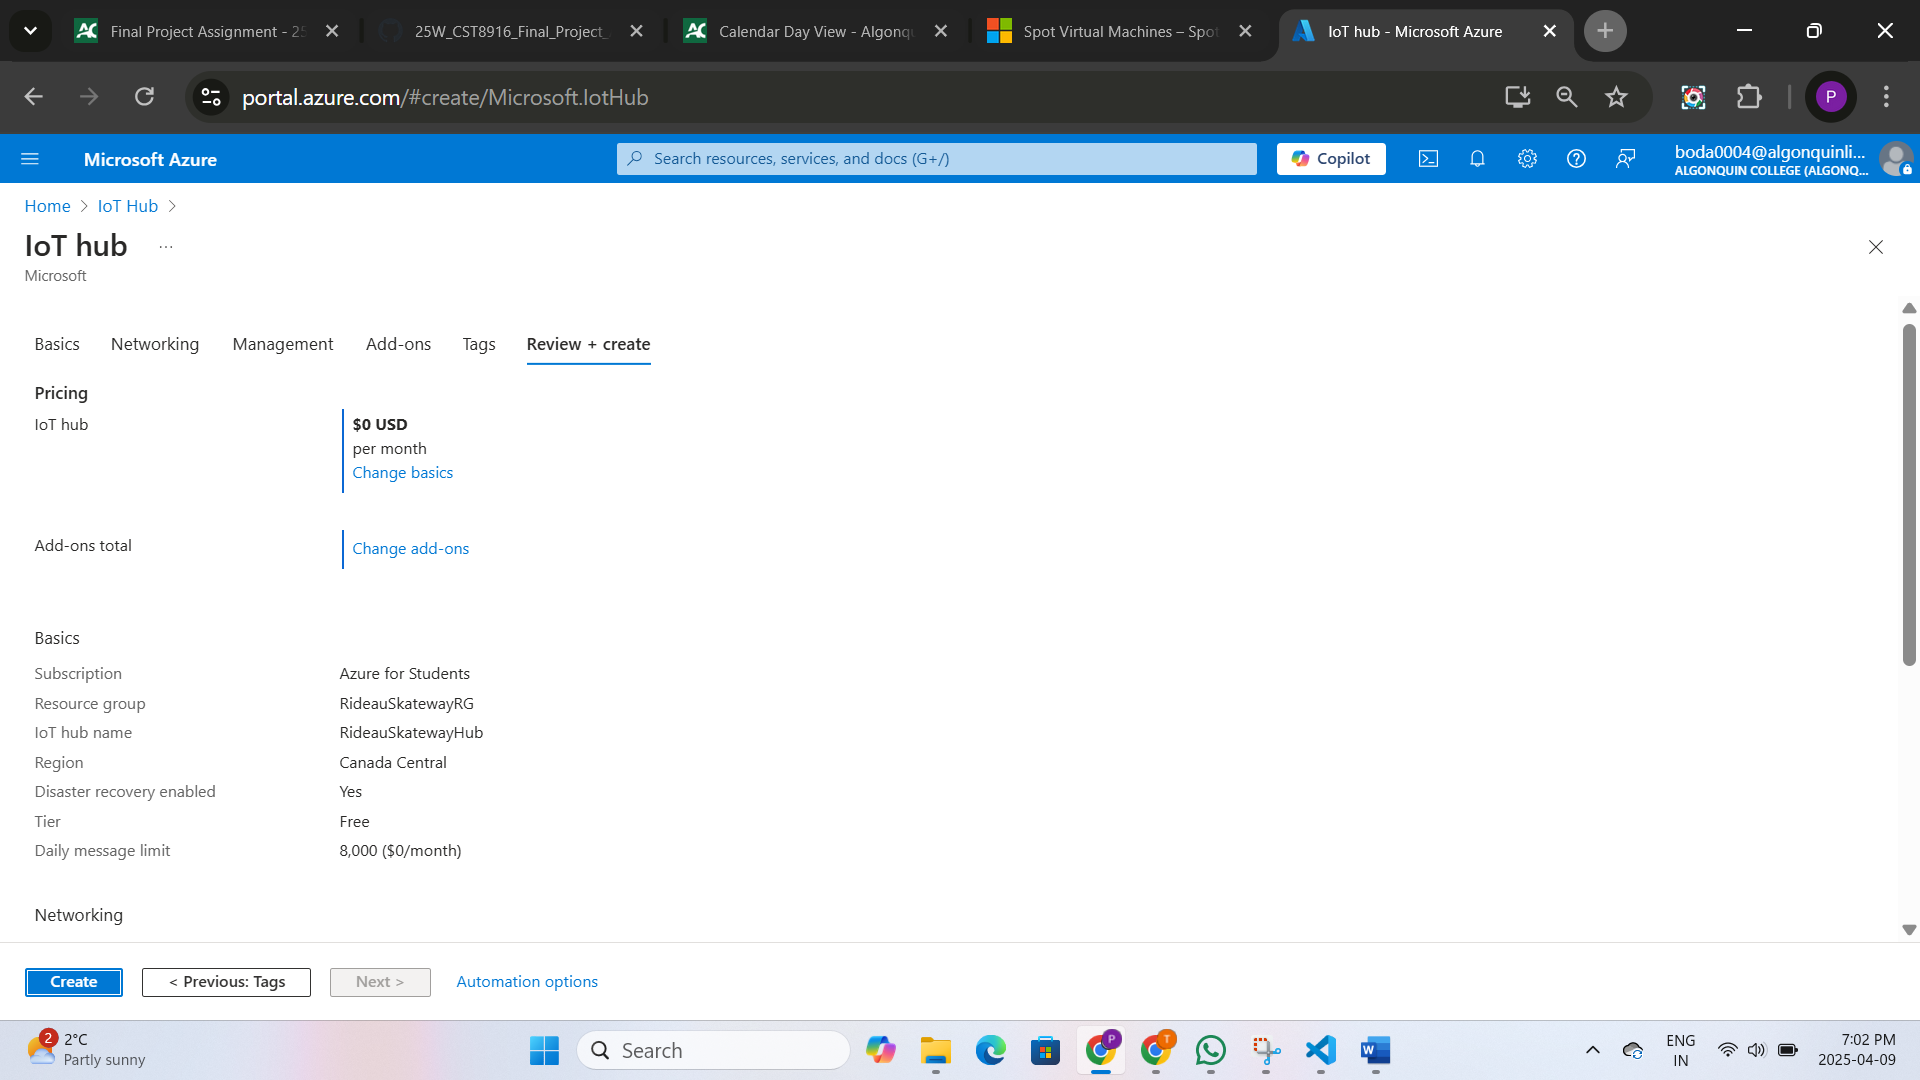 Final Project Assignment - 25
25W_CST8916_Final_Project_
Calendar Day View - Algonqu
Spot Virtual Machines – Spot
IoT hub - Microsoft Azure
portal.azure.com/#create/Microsoft.IotHub
P
Microsoft Azure
Search resources, services, and docs (G+/)
Copilot
boda0004@algonquinli...
ALGONQUIN COLLEGE (ALGONQ...
Home
IoT Hub
IoT hub
...
Microsoft
Basics
Networking
Management
Add-ons
Tags
Review + create
Pricing
IoT hub
$0 USD
per month
Change basics
Add-ons total
Change add-ons
Basics
Subscription
Azure for Students
Resource group
RideauSkatewayRG
IoT hub name
RideauSkatewayHub
Region
Canada Central
Disaster recovery enabled
Yes
Tier
Free
Daily message limit
8,000 ($0/month)
Networking
Create
< Previous: Tags
Next >
Automation options
2
2°C
Partly sunny
Search
P
T
ENG
IN
7:02 PM
2025-04-09